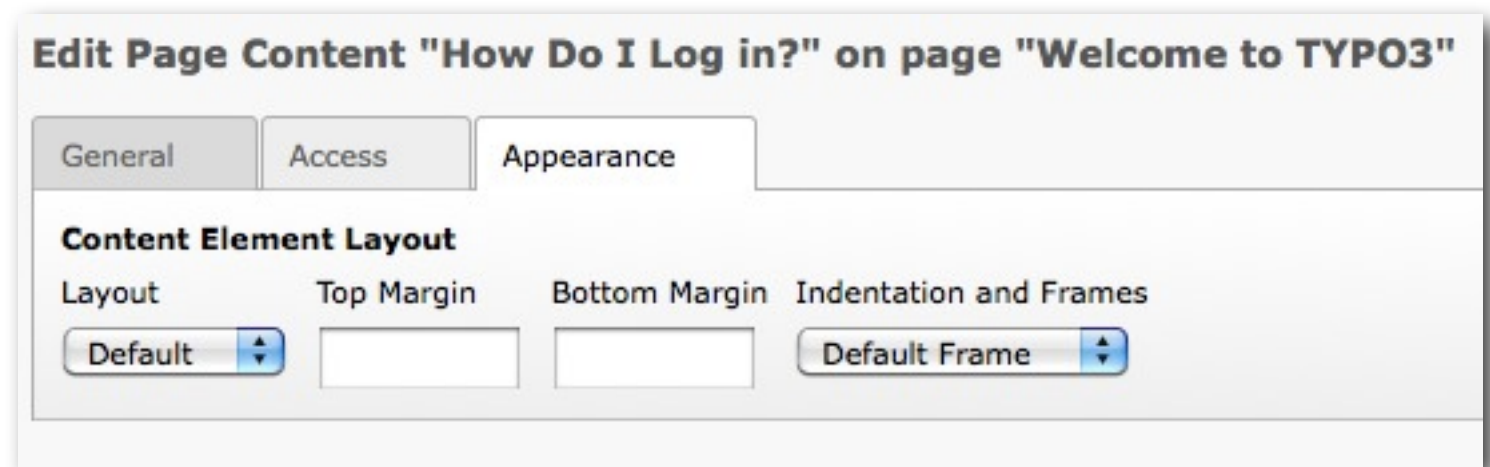 Edit Page Content "How Do I Log in?" on page "Welcome to TYPO3"
General Access Appearance
Content Element Layout
Layout Top Margin Bottom Margin Indentation and Frames
Default Default Frame